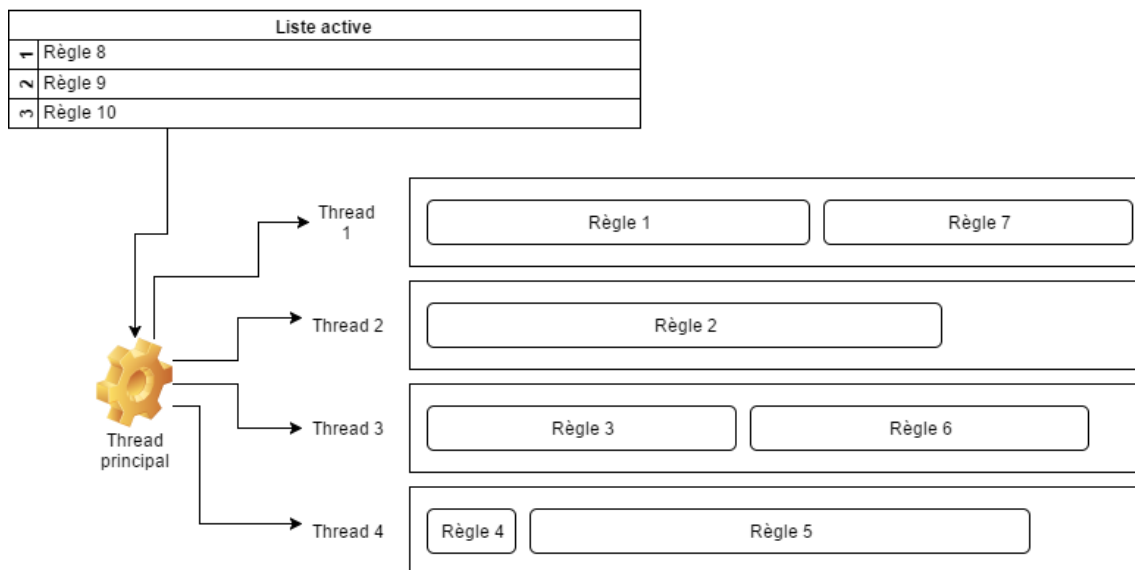 Liste active
1 Règle 8
2 Règle 9
3 Règle 10
Thread
1
Règle 1
Règle 7
Thread 2
Règle 2
Thread principal
Thread 3
Règle 3
Règle 6
Thread 4
Règle 4
Règle 5